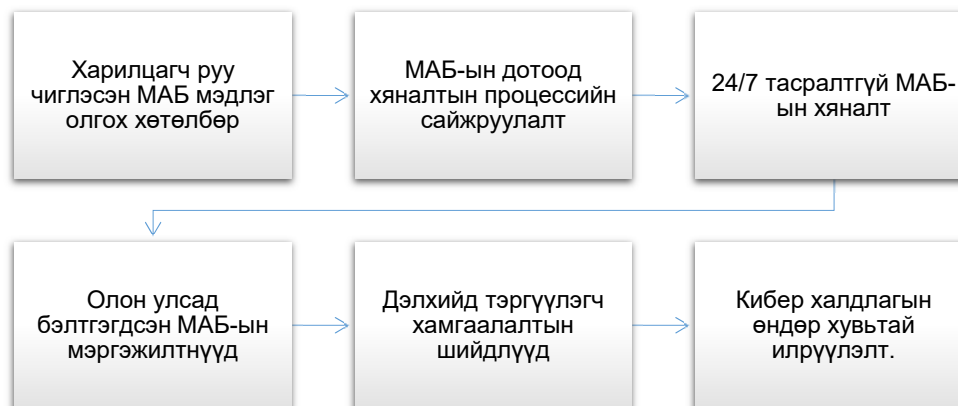 Харилцагч руу
чиглэсэн МАБ мэдлэг
олгох хөтөлбөр
МАБ-ын дотоод
хяналтын процессийн
сайжруулалт
24/7 тасралтгүй МАБ-
ын хяналт
Олон улсад
бэлтгэгдсэн МАБ-ын
мэргэжилтнүүд
Дэлхийд тэргүүлэгч
хамгаалалтын
шийдлүүд
Кибер халдлагын
өндөр хувьтай
илрүүлэлт.